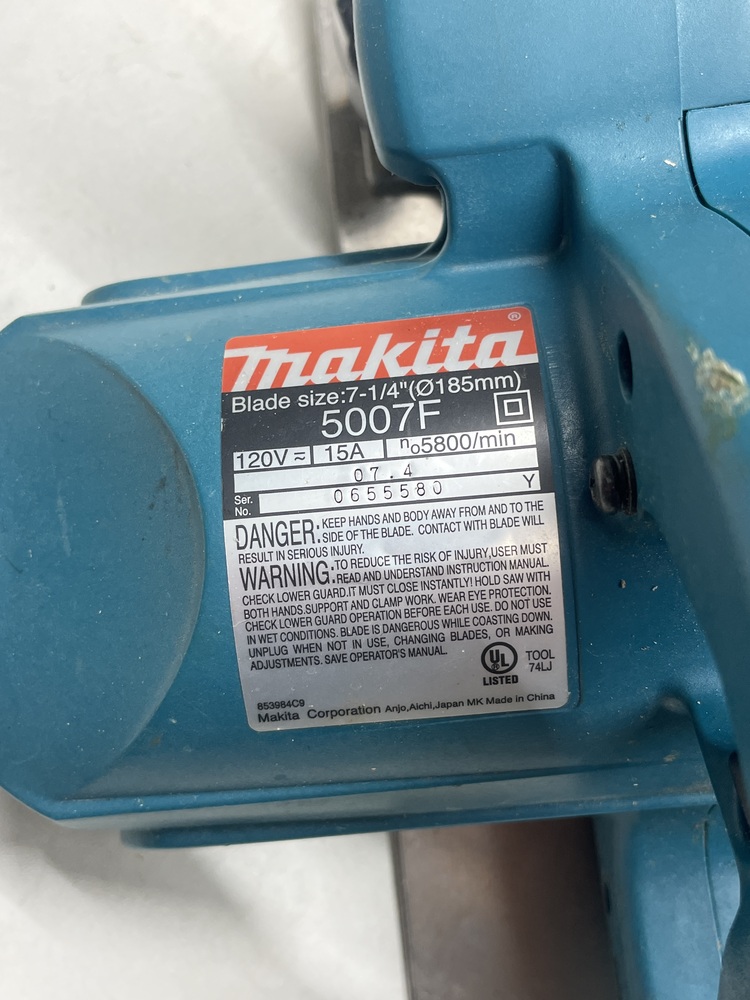 makita®
Blade size:7-1/4"(Ø185mm)
5007F
120V ≂ 15A n₀5800/min
07.4
Ser. No. 0655580 Y
DANGER: KEEP HANDS AND BODY AWAY FROM AND TO THE
SIDE OF THE BLADE. CONTACT WITH BLADE WILL
RESULT IN SERIOUS INJURY.
WARNING: TO REDUCE THE RISK OF INJURY,USER MUST
READ AND UNDERSTAND INSTRUCTION MANUAL.
CHECK LOWER GUARD.IT MUST CLOSE INSTANTLY! HOLD SAW WITH
BOTH HANDS.SUPPORT AND CLAMP WORK. WEAR EYE PROTECTION.
CHECK LOWER GUARD OPERATION BEFORE EACH USE. DO NOT USE
IN WET CONDITIONS. BLADE IS DANGEROUS WHILE COASTING DOWN.
UNPLUG WHEN NOT IN USE, CHANGING BLADES, OR MAKING
ADJUSTMENTS. SAVE OPERATOR'S MANUAL.
UL
LISTED
TOOL
74LJ
853984C9
Makita Corporation Anjo,Aichi,Japan MK Made in China